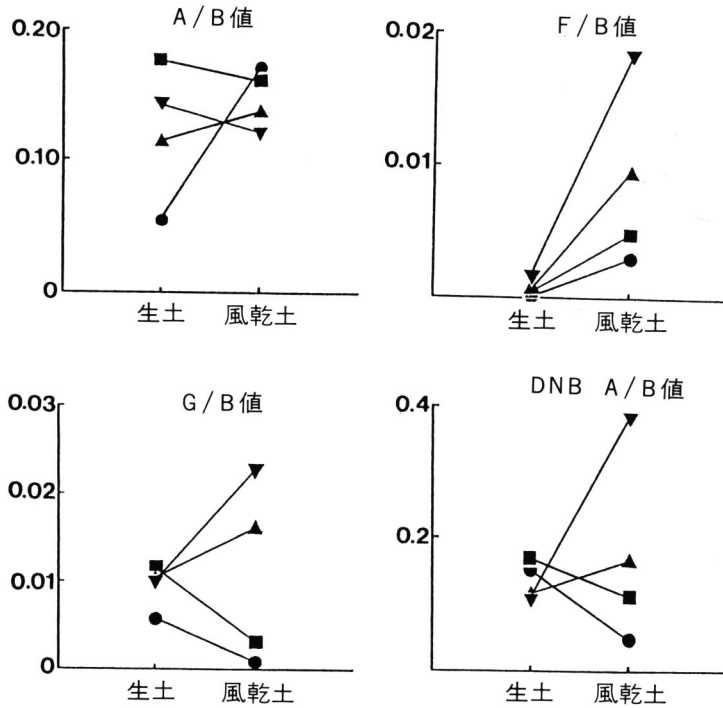 A/B値
0.20
0.10
0
生土 風乾土
F/B値
0.02
0.01
生土 風乾土
G/B値
0.03
0.02
0.01
0
生土 風乾土
DNB A/B値
0.4
0.2
生土 風乾土